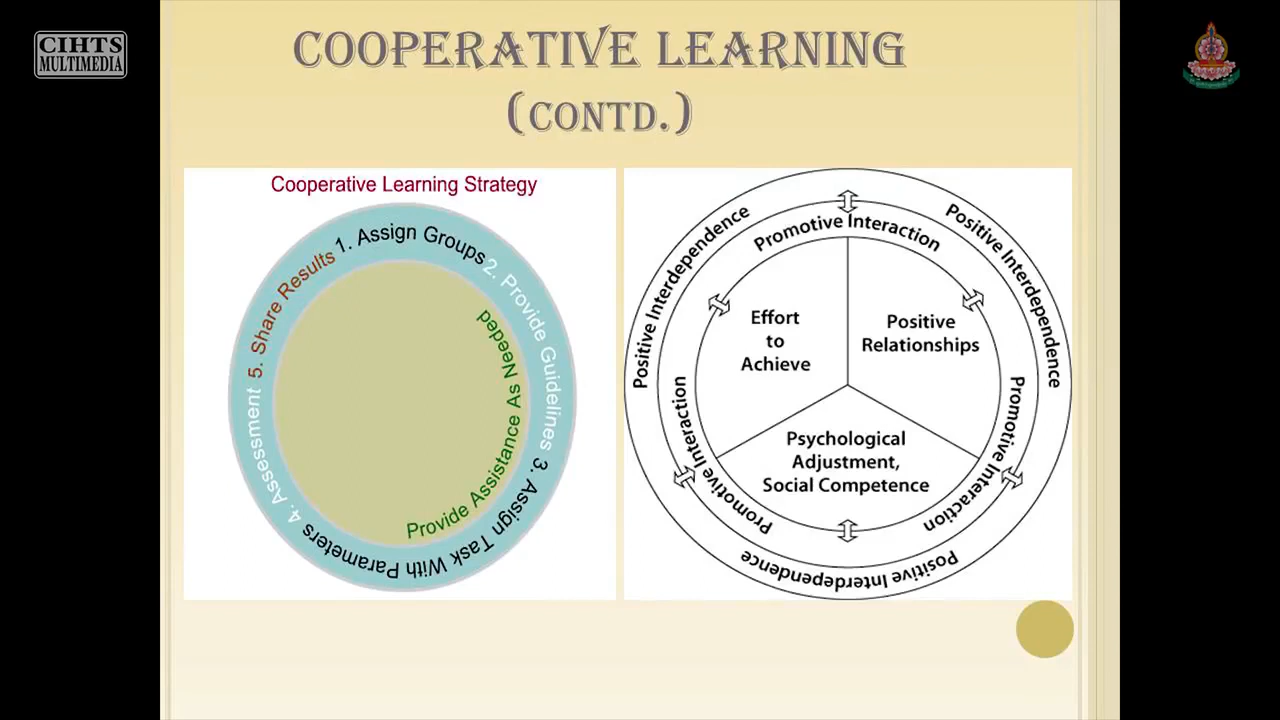 CIHTS
MULTIMEDIA
COOPERATIVE LEARNING
(CONTD.)
Cooperative Learning Strategy
1. Assign Groups
2. Provide Guidelines
3. Assign Task With Parameters
4. Assessment
5. Share Results
Provide Assistance As Needed
Positive Interdependence
Positive Interdependence
Positive Interdependence
Promotive Interaction
Promotive Interaction
Promotive Interaction
Effort
to
Achieve
Positive
Relationships
Psychological
Adjustment,
Social Competence